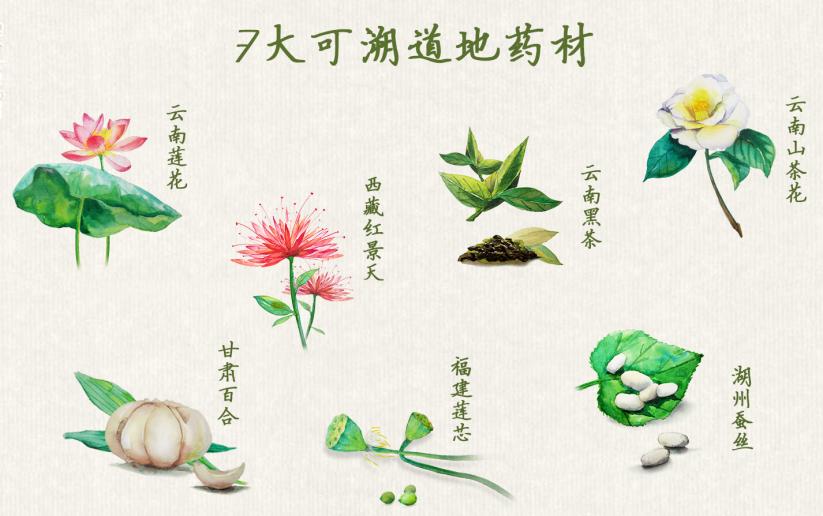 7大可溯道地药材
云南莲花
西藏红景天
云南黑茶
云南山茶花
甘肃百合
福建莲芯
湖州蚕丝